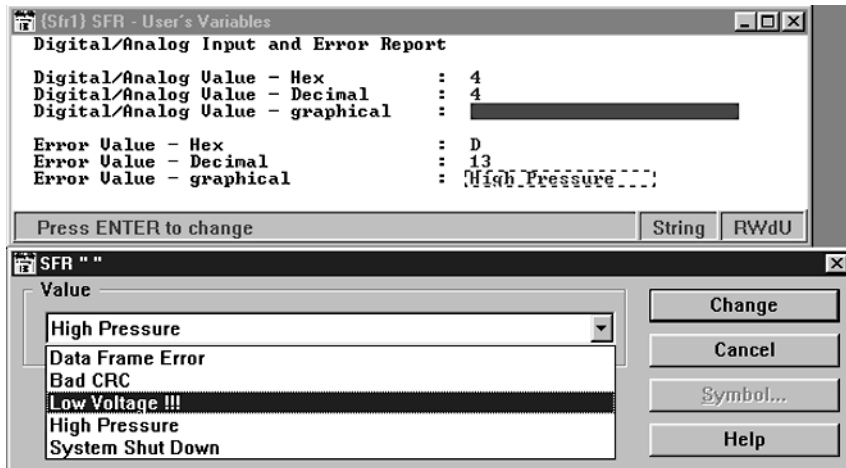 {Sfr1} SFR - User's Variables
Digital/Analog Input and Error Report
Digital/Analog Value - Hex : 4
Digital/Analog Value - Decimal : 4
Digital/Analog Value - graphical :
Error Value - Hex : D
Error Value - Decimal : 13
Error Value - graphical : High Pressure
Press ENTER to change String RWdU
SFR " "
Value
High Pressure
Data Frame Error
Bad CRC
Low Voltage !!!
High Pressure
System Shut Down
Change
Cancel
Symbol...
Help